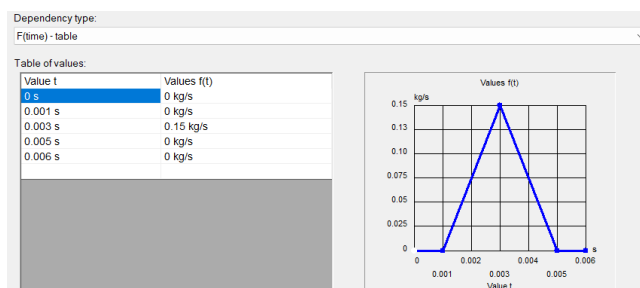 Dependency type:
F(time) - table
Table of values:
Value t Values f(t)
0 s 0 kg/s
0.001 s 0 kg/s
0.003 s 0.15 kg/s
0.005 s 0 kg/s
0.006 s 0 kg/s
Values f(t)
kg/s
0.15
0.13
0.10
0.075
0.05
0.025
0
s
0 0.002 0.004 0.006
0.001 0.003 0.005
Value t